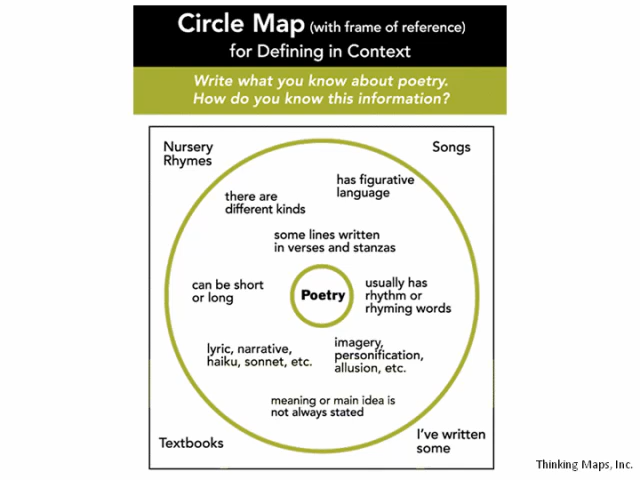 Circle Map (with frame of reference)
for Defining in Context
Write what you know about poetry.
How do you know this information?
Nursery
Rhymes
Songs
has figurative
language
there are
different kinds
some lines written
in verses and stanzas
can be short
or long
Poetry
usually has
rhythm or
rhyming words
lyric, narrative,
haiku, sonnet, etc.
imagery,
personification,
allusion, etc.
meaning or main idea is
not always stated
Textbooks
I've written
some
Thinking Maps, Inc.